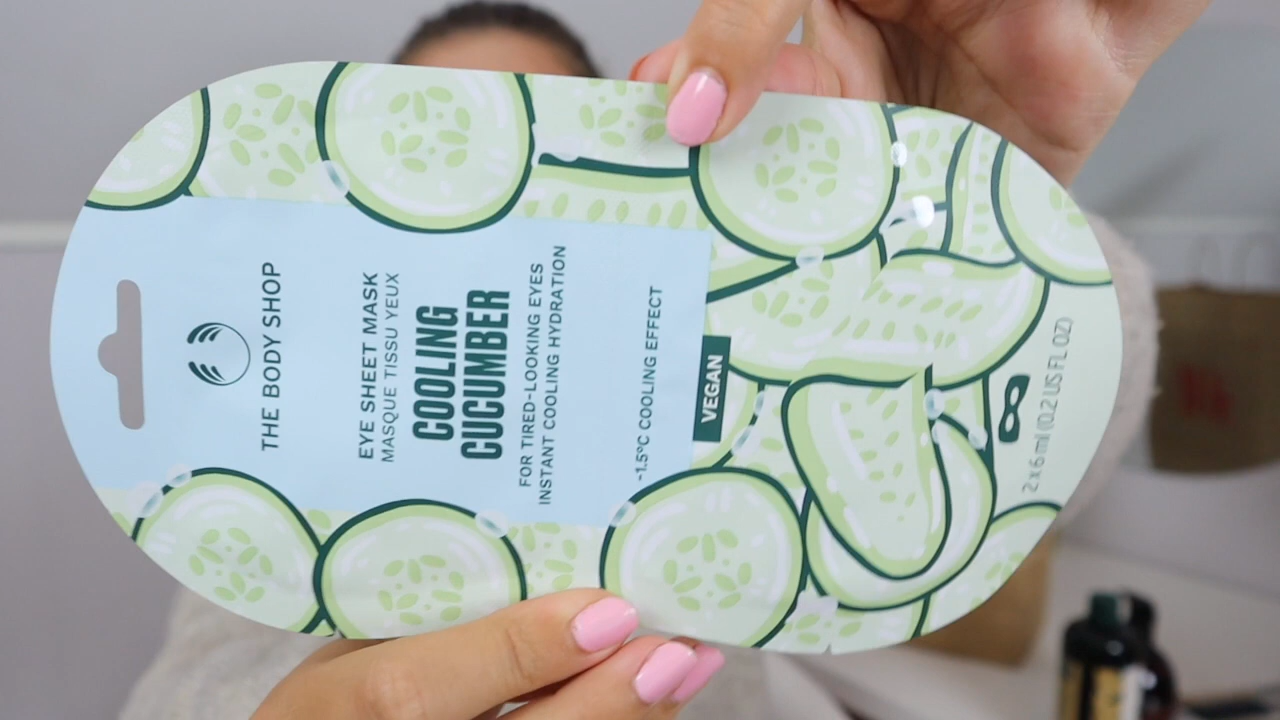 THE BODY SHOP
EYE SHEET MASK
MASQUE TISSU YEUX
COOLING
CUCUMBER
FOR TIRED-LOOKING EYES
INSTANT COOLING HYDRATION
-1.5°C COOLING EFFECT
VEGAN
2 x 6 ml (0.2 US FL OZ)